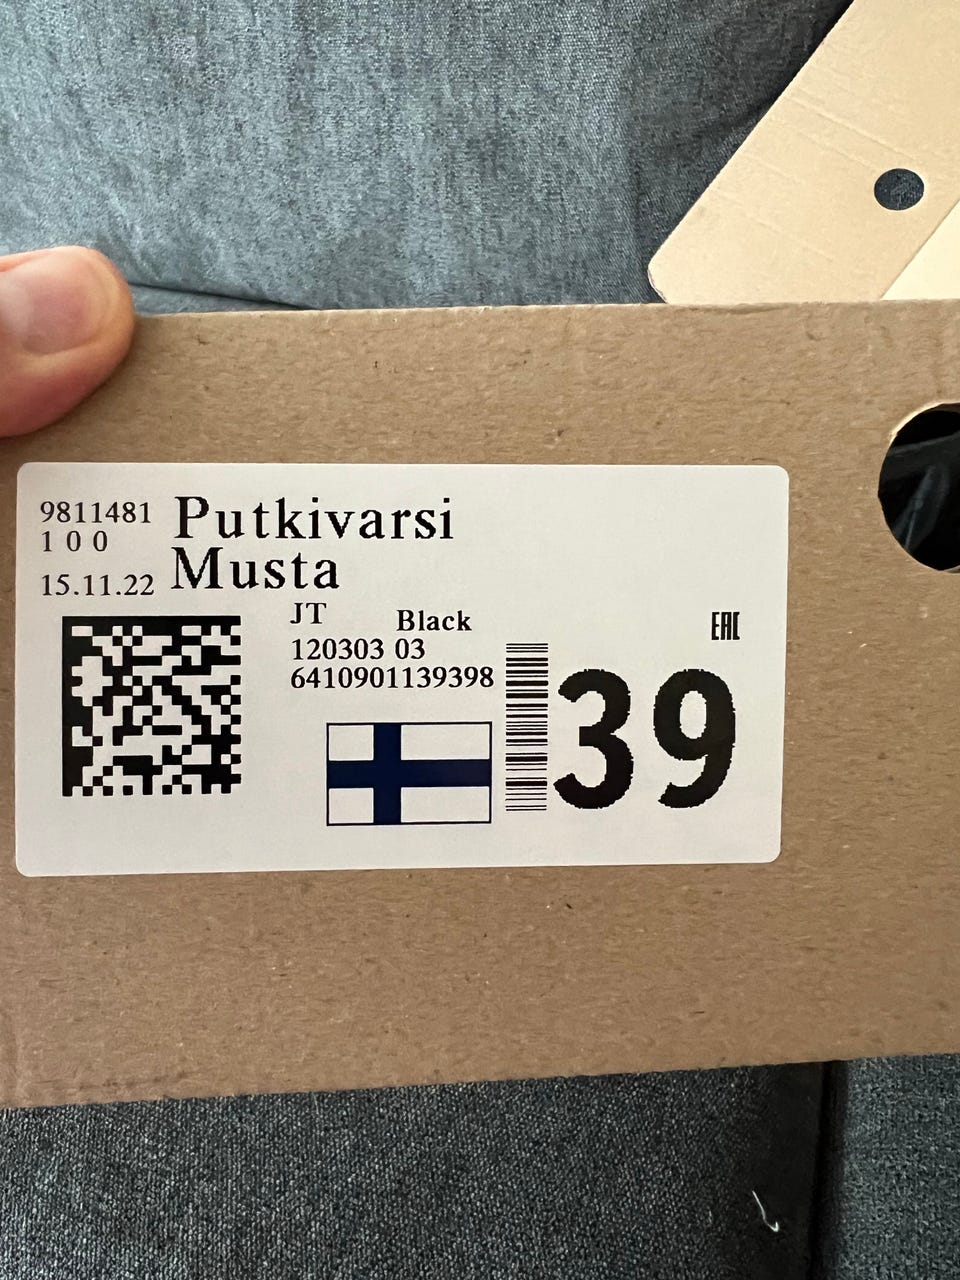 9811481
1 0 0
15.11.22
Putkivarsi
Musta
JT Black
120303 03
6410901139398
EAC
39